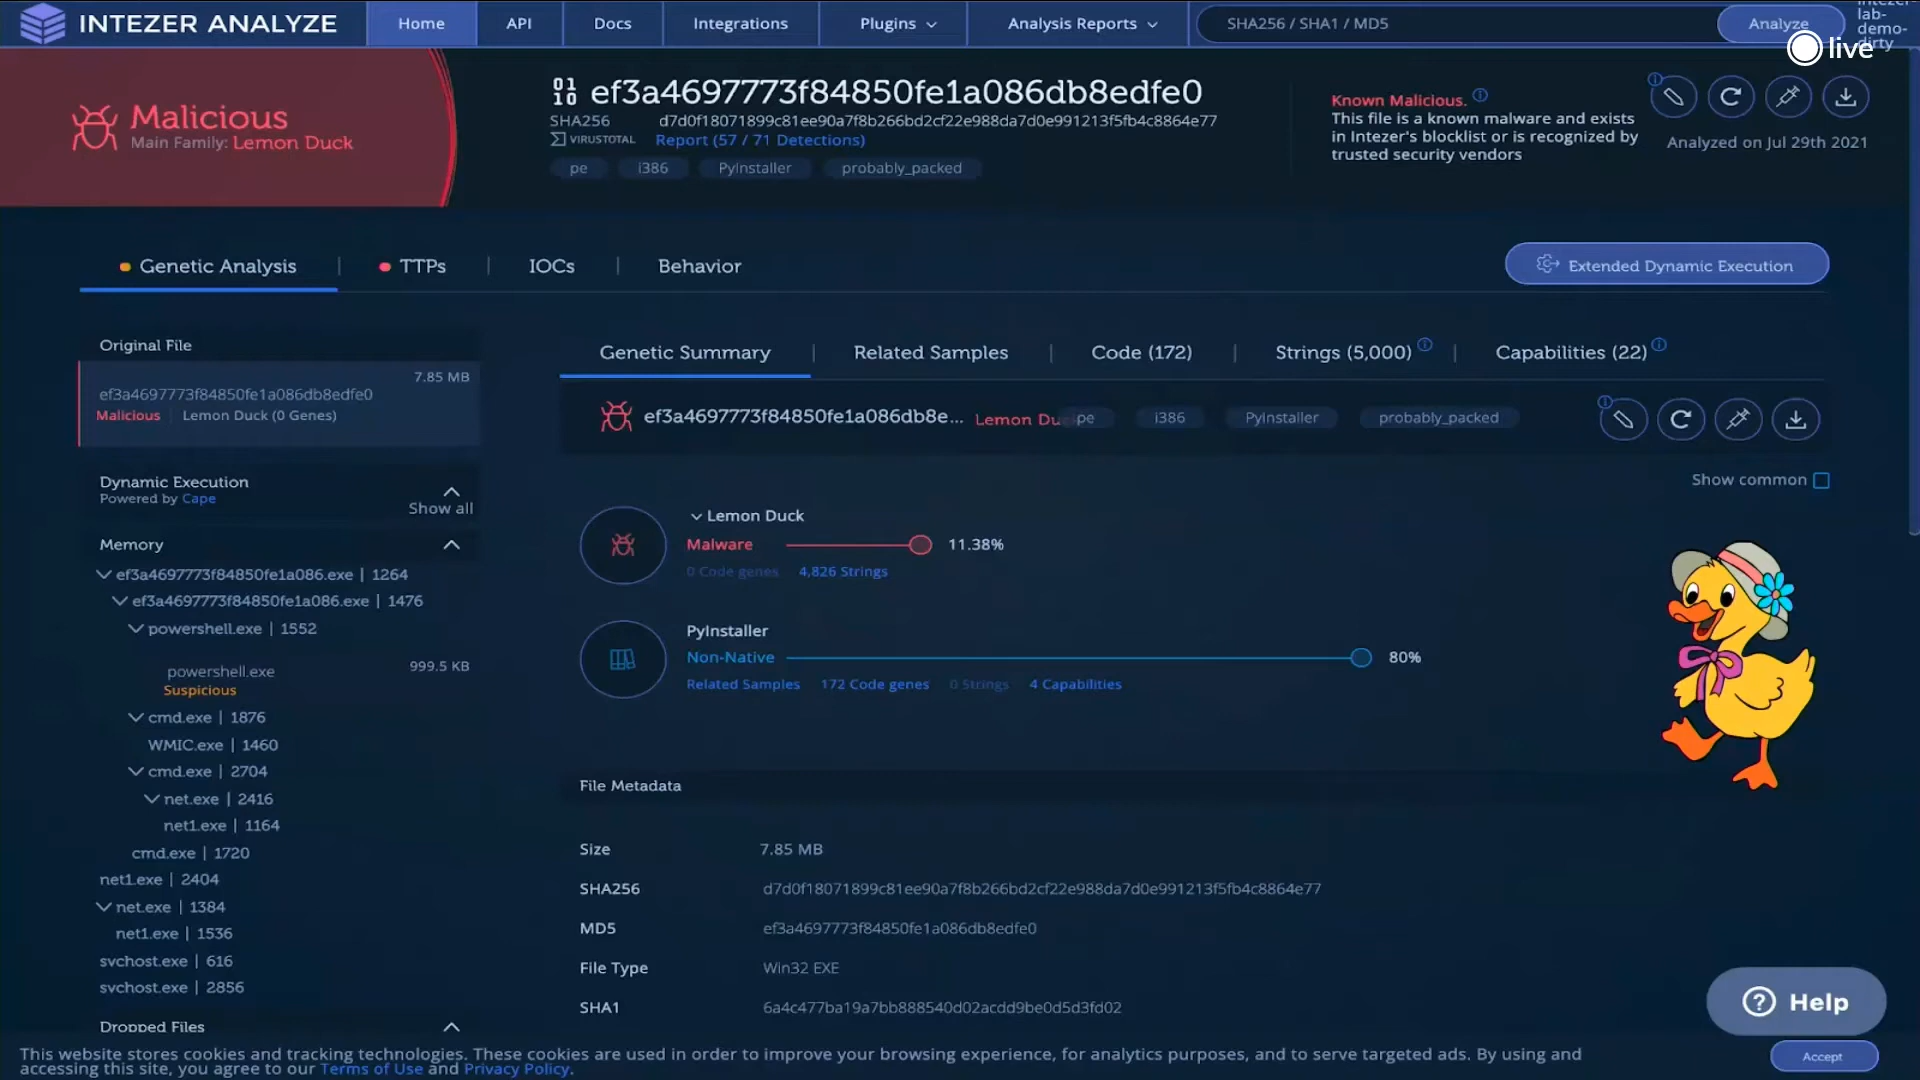 INTEZER ANALYZE
Home
API
Docs
Integrations
Plugins
Analysis Reports
SHA256 / SHA1 / MD5
Analyze
lab-
demo-
dirty
live
Malicious
Main Family: Lemon Duck
ef3a4697773f84850fe1a086db8edfe0
SHA256 d7d0f18071899c81ee90a7f8b266bd2cf22e988da7d0e991213f5fb4c8864e77
VIRUSTOTAL Report (57 / 71 Detections)
pe i386 PyInstaller probably_packed
Known Malicious.
This file is a known malware and exists
in Intezer's blocklist or is recognized by
trusted security vendors
Analyzed on Jul 29th 2021
Genetic Analysis
TTPs
IOCs
Behavior
Extended Dynamic Execution
Original File
7.85 MB
ef3a4697773f84850fe1a086db8edfe0
Malicious Lemon Duck (0 Genes)
Dynamic Execution
Powered by Cape
Show all
Memory
ef3a4697773f84850fe1a086.exe | 1264
ef3a4697773f84850fe1a086.exe | 1476
powershell.exe | 1552
powershell.exe 999.5 KB
Suspicious
cmd.exe | 1876
WMIC.exe | 1460
cmd.exe | 2704
net.exe | 2416
net1.exe | 1164
cmd.exe | 1720
net1.exe | 2404
net.exe | 1384
net1.exe | 1536
svchost.exe | 616
svchost.exe | 2856
Dropped Files
Genetic Summary
Related Samples
Code (172)
Strings (5,000)
Capabilities (22)
ef3a4697773f84850fe1a086db8e... Lemon Du pe i386 PyInstaller probably_packed
Show common
Lemon Duck
Malware 11.38%
0 Code genes 4,826 Strings
PyInstaller
Non-Native 80%
Related Samples 172 Code genes 0 Strings 4 Capabilities
File Metadata
Size 7.85 MB
SHA256 d7d0f18071899c81ee90a7f8b266bd2cf22e988da7d0e991213f5fb4c8864e77
MD5 ef3a4697773f84850fe1a086db8edfe0
File Type Win32 EXE
SHA1 6a4c477ba19a7bb888540d02acdd9be0d5d3fd02
Help
This website stores cookies and tracking technologies. These cookies are used in order to improve your browsing experience, for analytics purposes, and to serve targeted ads. By using and
accessing this site, you agree to our Terms of Use and Privacy Policy.
Accept